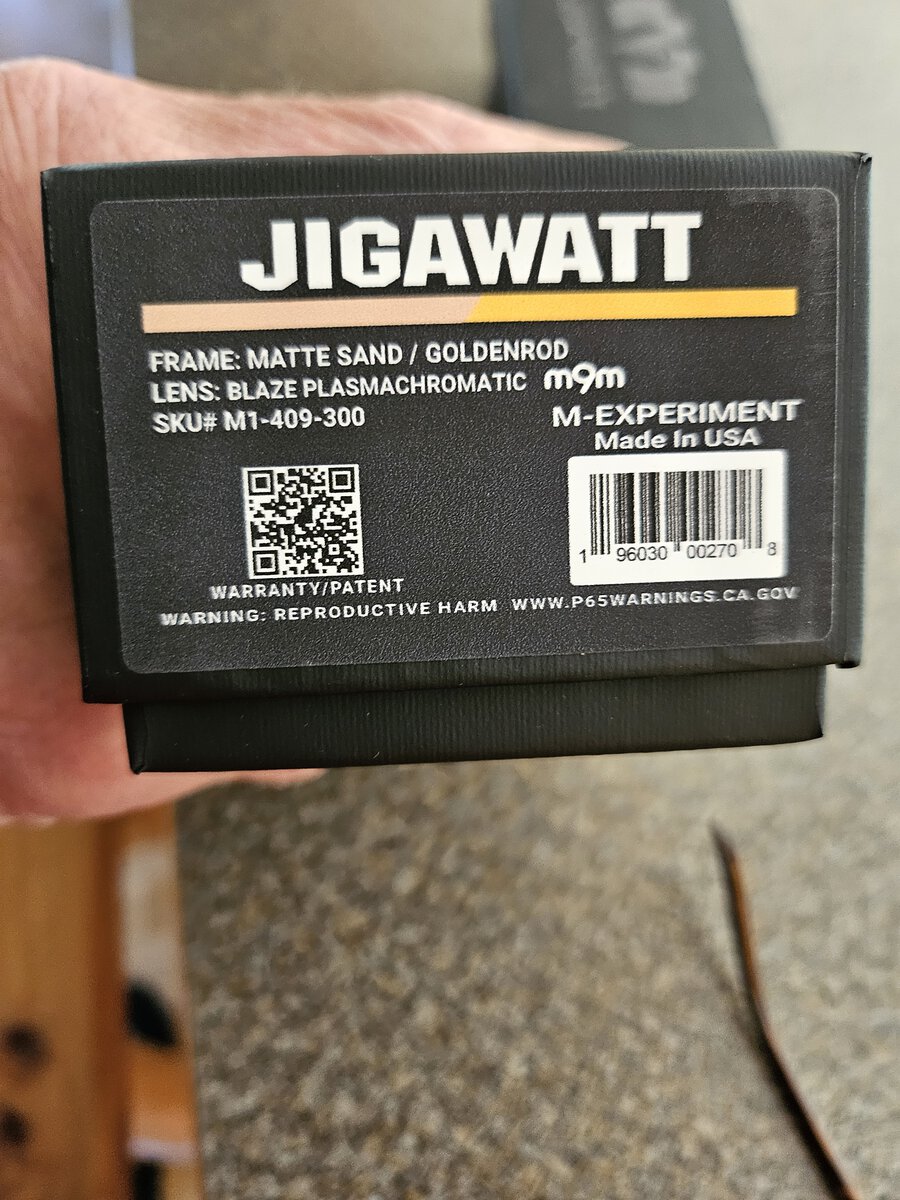 JIGAWATT
FRAME: MATTE SAND / GOLDENROD
LENS: BLAZE PLASMACHROMATIC m9m
SKU# M1-409-300
M-EXPERIMENT
Made In USA
1 96030 00270 8
WARRANTY/PATENT
WARNING: REPRODUCTIVE HARM WWW.P65WARNINGS.CA.GOV